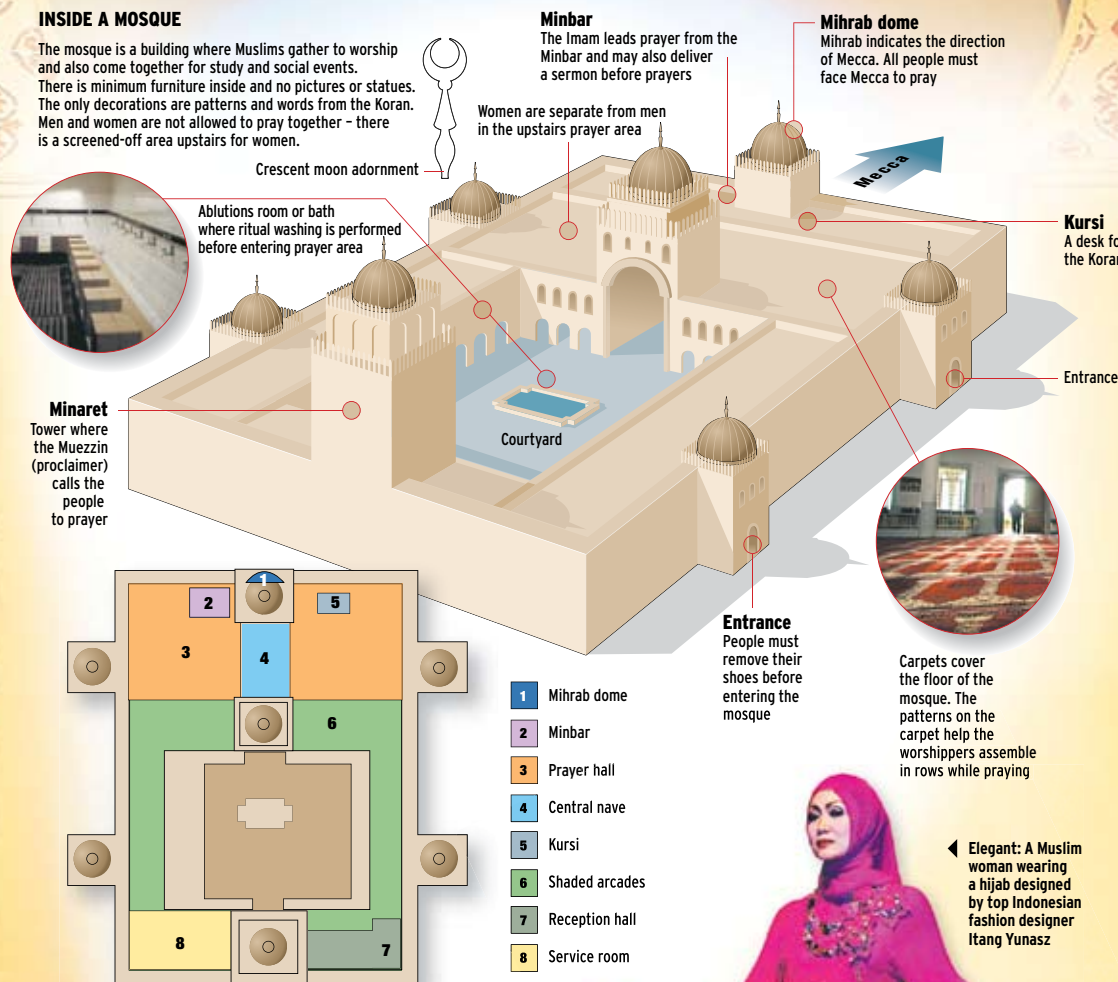 INSIDE A MOSQUE
The mosque is a building where Muslims gather to worship
and also come together for study and social events.
There is minimum furniture inside and no pictures or statues.
The only decorations are patterns and words from the Koran.
Men and women are not allowed to pray together – there
is a screened-off area upstairs for women.
Crescent moon adornment
Minbar
The Imam leads prayer from the
Minbar and may also deliver
a sermon before prayers
Mihrab dome
Mihrab indicates the direction
of Mecca. All people must
face Mecca to pray
Women are separate from men
in the upstairs prayer area
Mecca
Ablutions room or bath
where ritual washing is performed
before entering prayer area
Kursi
A desk
the Koran
Entrance
Minaret
Tower where
the Muezzin
(proclaimer)
calls the
people
to prayer
Courtyard
Entrance
People must
remove their
shoes before
entering the
mosque
Carpets cover
the floor of the
mosque. The
patterns on the
carpet help the
worshippers assemble
in rows while praying
1
2
5
3
4
6
8
7
1 Mihrab dome
2 Minbar
3 Prayer hall
4 Central nave
5 Kursi
6 Shaded arcades
7 Reception hall
8 Service room
Elegant: A Muslim
woman wearing
a hijab designed
by top Indonesian
fashion designer
Itang Yunasz